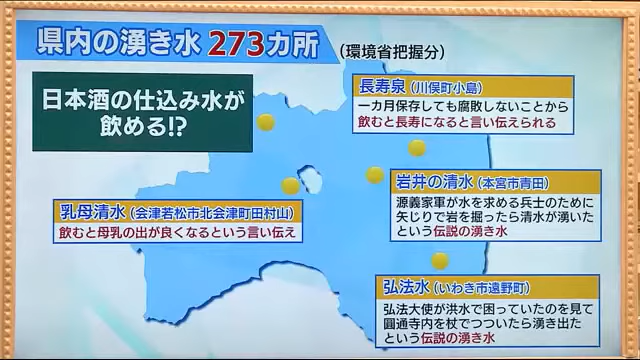 県内の湧き水 273カ所 (環境省把握分)
日本酒の仕込み水が
飲める!?
長寿泉(川俣町小島)
一カ月保存しても腐敗しないことから
飲むと長寿になると言い伝えられる
岩井の清水(本宮市青田)
源義家軍が水を求める兵士のために
矢じりで岩を掘ったら清水が湧いた
という伝説の湧き水
乳母清水(会津若松市北会津町田村山)
飲むと母乳の出が良くなるという言い伝え
弘法水(いわき市遠野町)
弘法大使が洪水で困っていたのを見て
圓通寺内を杖でつついたら湧き出た
という伝説の湧き水